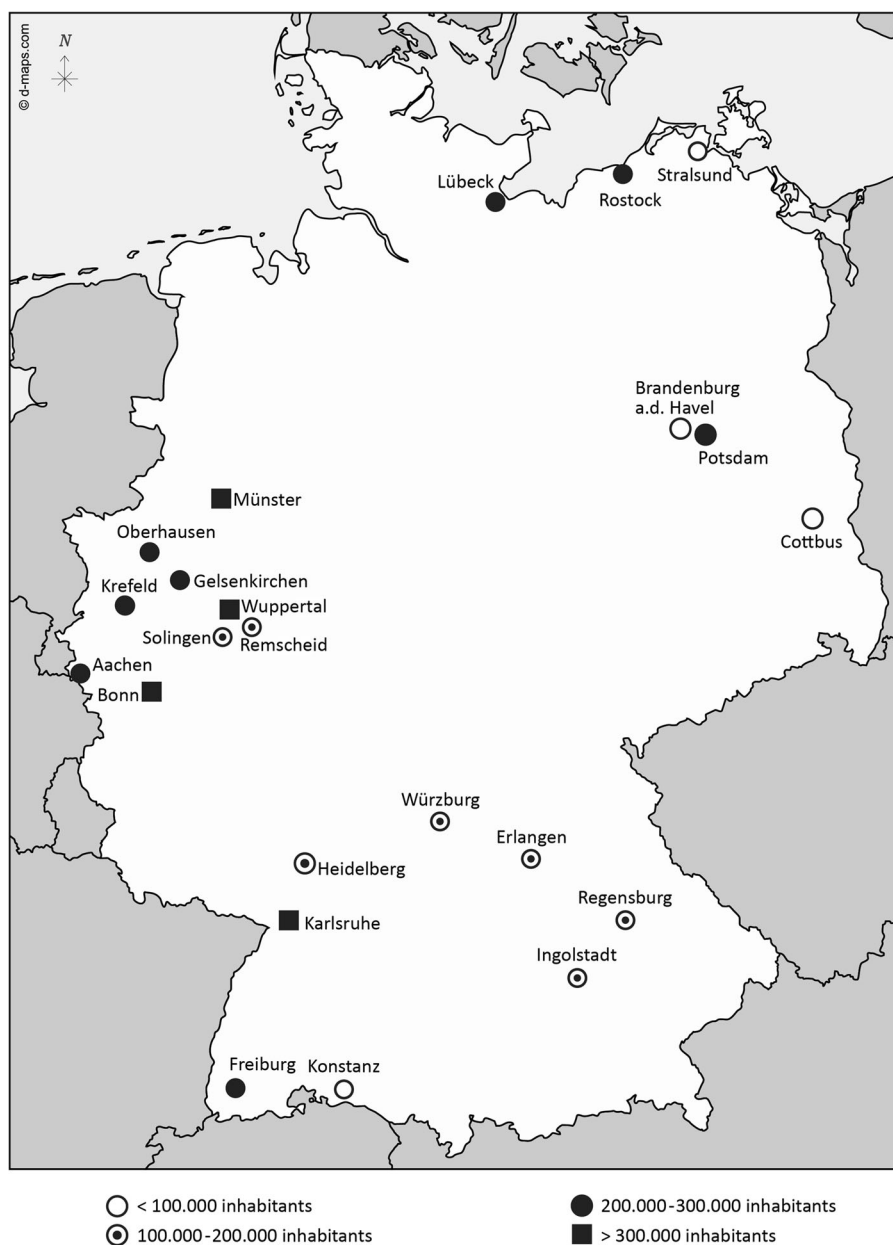 © d-maps.com
N
Lübeck
Rostock
Stralsund
Brandenburg
a.d. Havel
Potsdam
Cottbus
Münster
Oberhausen
Gelsenkirchen
Krefeld
Wuppertal
Solingen
Remscheid
Aachen
Bonn
Würzburg
Erlangen
Heidelberg
Regensburg
Karlsruhe
Ingolstadt
Freiburg
Konstanz
< 100.000 inhabitants
100.000-200.000 inhabitants
200.000-300.000 inhabitants
> 300.000 inhabitants